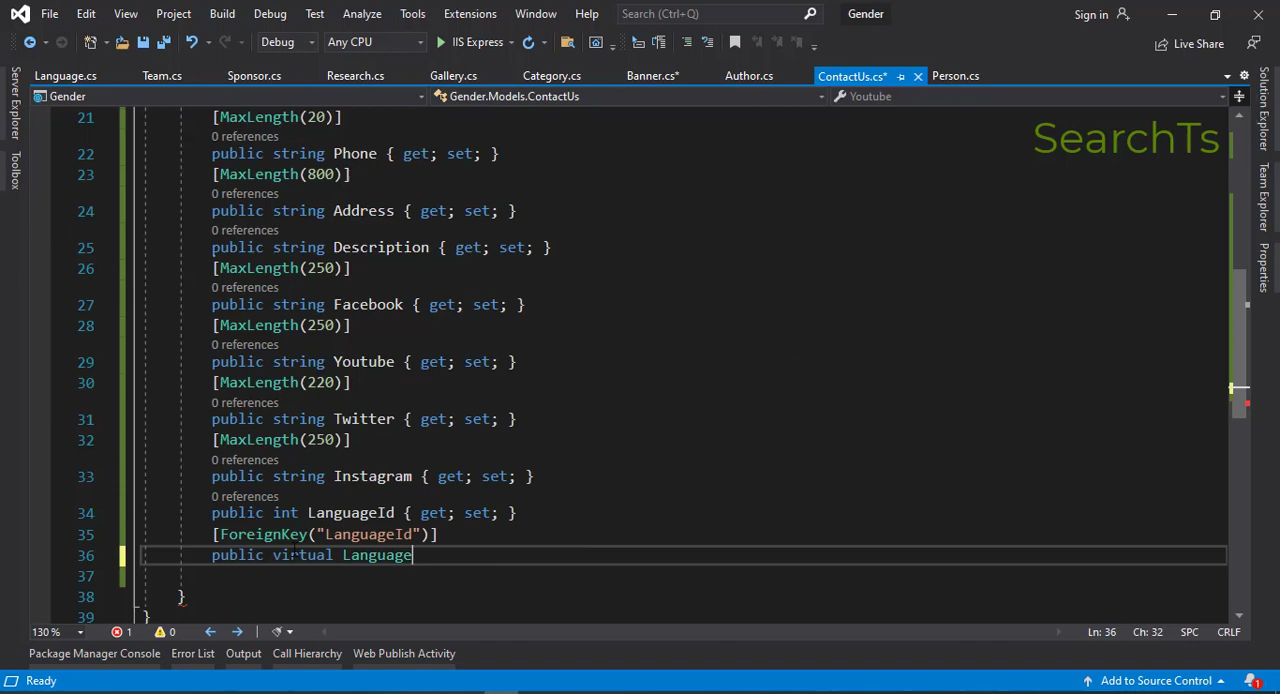 File Edit View Project Build Debug Test Analyze Tools Extensions Window Help Search (Ctrl+Q) Gender Sign in
Debug Any CPU IIS Express Live Share
Language.cs Team.cs Sponsor.cs Research.cs Gallery.cs Category.cs Banner.cs* Author.cs ContactUs.cs* Person.cs
Gender Gender.Models.ContactUs Youtube
Server Explorer
Toolbox
Solution Explorer
Team Explorer
Properties
SearchTs
21 [MaxLength(20)]
0 references
22 public string Phone { get; set; }
23 [MaxLength(800)]
0 references
24 public string Address { get; set; }
0 references
25 public string Description { get; set; }
26 [MaxLength(250)]
0 references
27 public string Facebook { get; set; }
28 [MaxLength(250)]
0 references
29 public string Youtube { get; set; }
30 [MaxLength(220)]
0 references
31 public string Twitter { get; set; }
32 [MaxLength(250)]
0 references
33 public string Instagram { get; set; }
0 references
34 public int LanguageId { get; set; }
35 [ForeignKey("LanguageId")]
36 public virtual Language
37
38 }
39 }
130 % 1 0 Ln: 36 Ch: 32 SPC CRLF
Package Manager Console Error List Output Call Hierarchy Web Publish Activity
Ready Add to Source Control 1